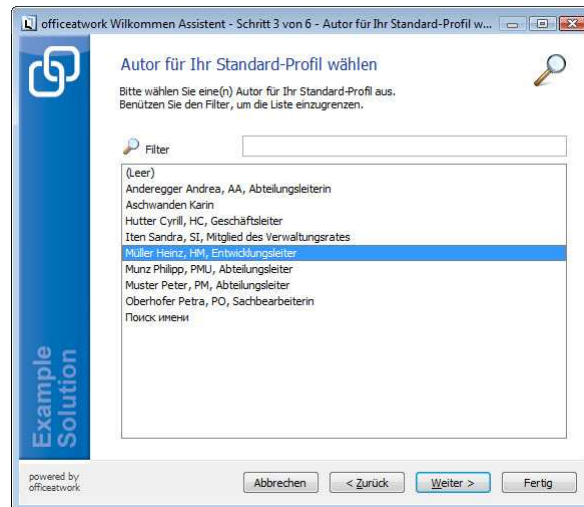 officeatwork Willkommen Assistent - Schritt 3 von 6 - Autor für Ihr Standard-Profil w...
Autor für Ihr Standard-Profil wählen
Bitte wählen Sie eine(n) Autor für Ihr Standard-Profil aus.
Benützen Sie den Filter, um die Liste einzugrenzen.
Filter
(Leer)
Anderegger Andrea, AA, Abteilungsleiterin
Aschwanden Karin
Hutter Cyrill, HC, Geschäftsleiter
Iten Sandra, SI, Mitglied des Verwaltungsrates
Müller Heinz, HM, Entwicklungsleiter
Munz Philipp, PMU, Abteilungsleiter
Muster Peter, PM, Abteilungsleiter
Oberhofer Petra, PO, Sachbearbeiterin
Поиск имени
Example
Solution
powered by
officeatwork
Abbrechen
< Zurück
Weiter >
Fertig